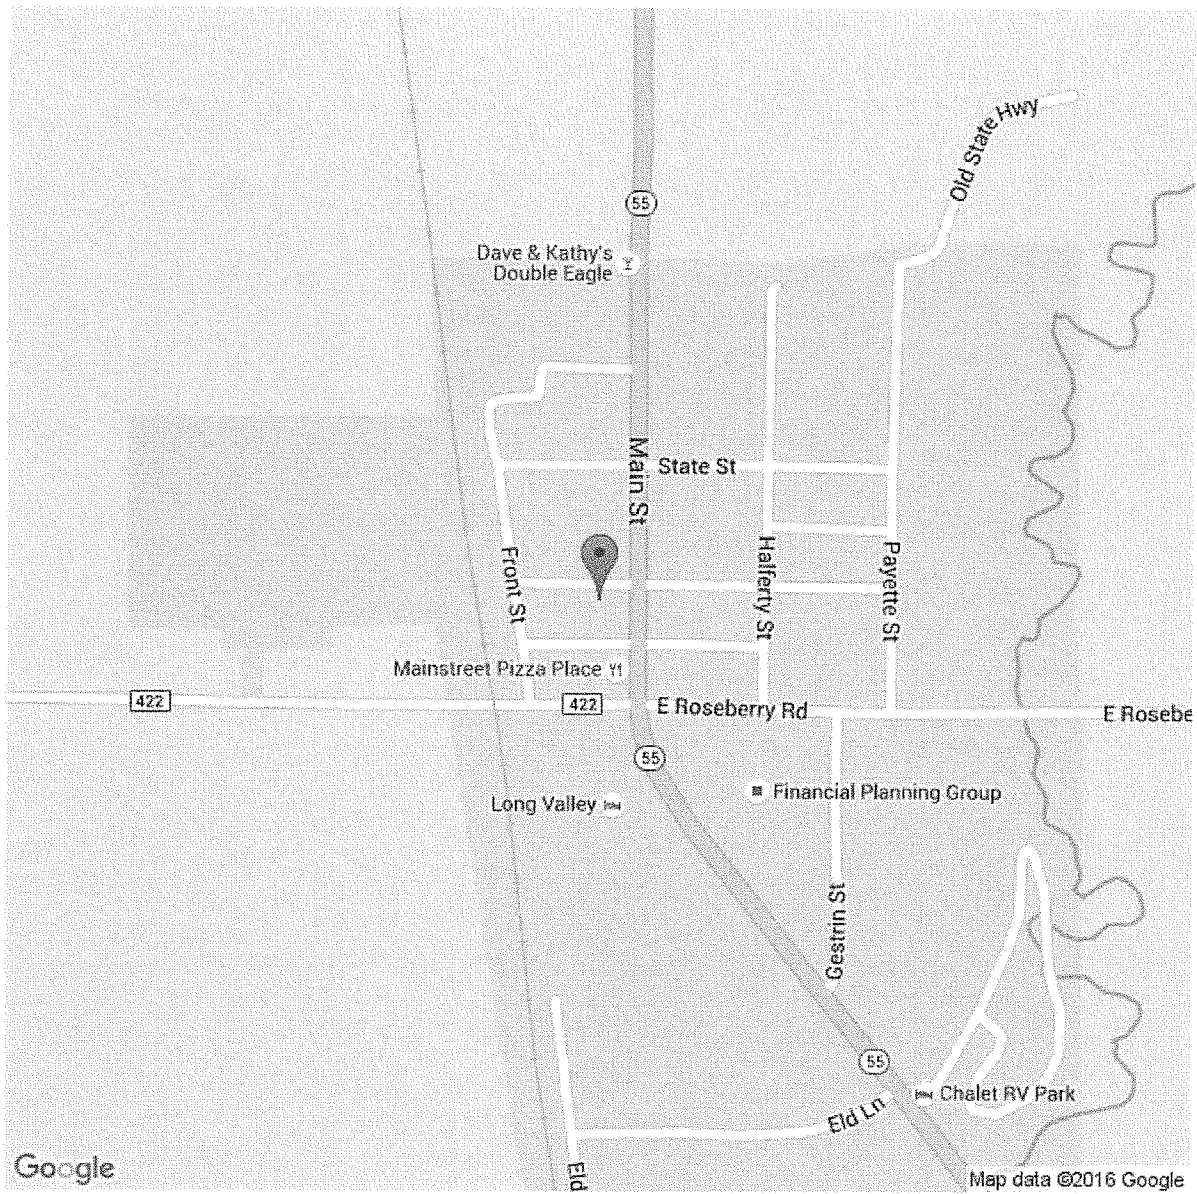 Old State Hwy
55
Dave & Kathy's
Double Eagle
Main St
State St
Front St
Halferty St
Payette St
Mainstreet Pizza Place
422
422
E Roseberry Rd
E Rosebe
55
Long Valley
Financial Planning Group
Gestrin St
55
Chalet RV Park
Eld Ln
Eld
Google
Map data ©2016 Google